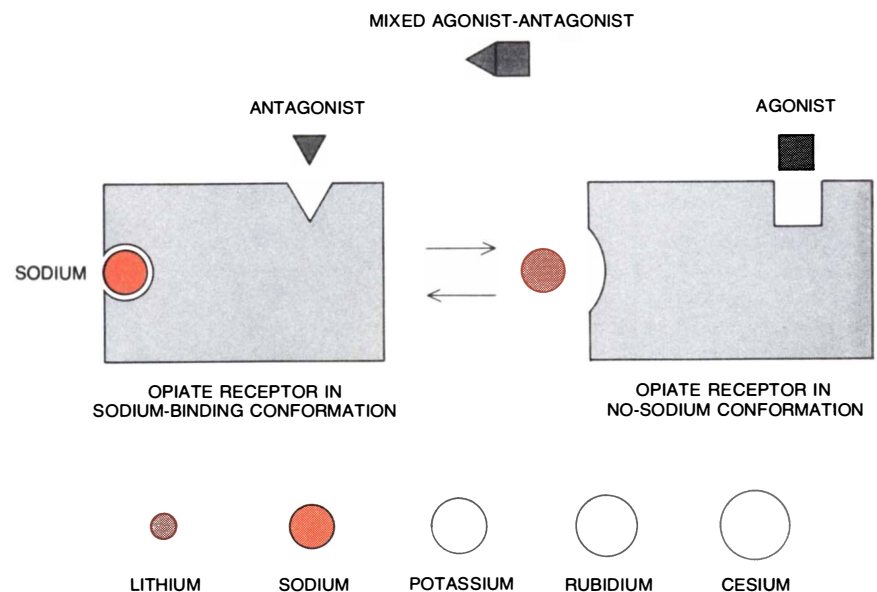 MIXED AGONIST-ANTAGONIST
ANTAGONIST
AGONIST
SODIUM
OPIATE RECEPTOR IN
SODIUM-BINDING CONFORMATION
OPIATE RECEPTOR IN
NO-SODIUM CONFORMATION
LITHIUM
SODIUM
POTASSIUM
RUBIDIUM
CESIUM